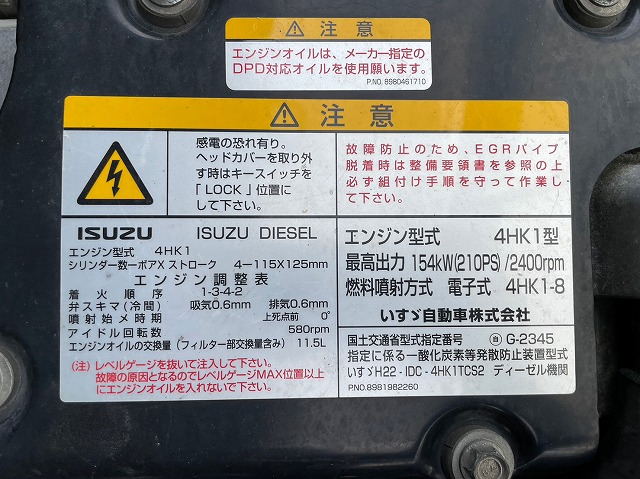 ⚠ 注 意
エンジンオイルは、メーカー指定の
DPD対応オイルを使用願います。
P.NO. 8980461710
⚠ 注 意
感電の恐れ有り。
ヘッドカバーを取り外
す時はキースイッチを
「LOCK」位置に
して下さい。
故障防止のため、EGRパイプ
脱着時は整備要領書を参照の上
必ず組付け手順を守って作業し
て下さい。
ISUZU ISUZU DIESEL
エンジン型式 4HK1
シリンダー数ーボアX ストローク 4ー115X125mm
エンジン調整表
着火順序 1-3-4-2
弁スキマ(冷間) 吸気0.6mm 排気0.6mm
噴射始メ時期 上死点前 0°
アイドル回転数 580rpm
エンジンオイルの交換量(フィルター部交換量含み) 11.5L
(注)レベルゲージを抜いて注入して下さい。
故障の原因となるのでレベルゲージMAX位置以上
にエンジンオイルを入れないで下さい。
エンジン型式 4HK1型
最高出力 154kW(210PS)/2400rpm
燃料噴射方式 電子式 4HK1-8
いすゞ自動車株式会社
国土交通省型式指定番号 自 G-2345
指定に係る一酸化炭素等発散防止装置型式
いすゞH22-IDC-4HK1TCS2 ディーゼル機関
P.NO.8981982260